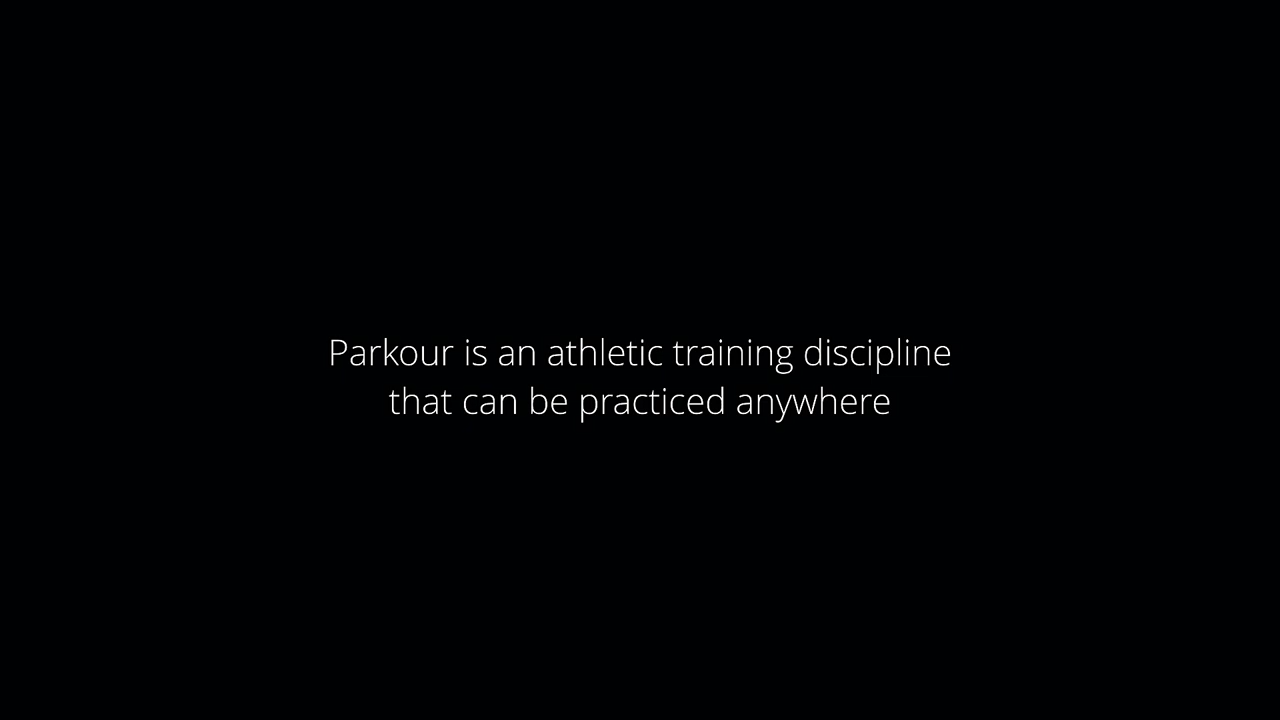 Parkour is an athletic training discipline
that can be practiced anywhere